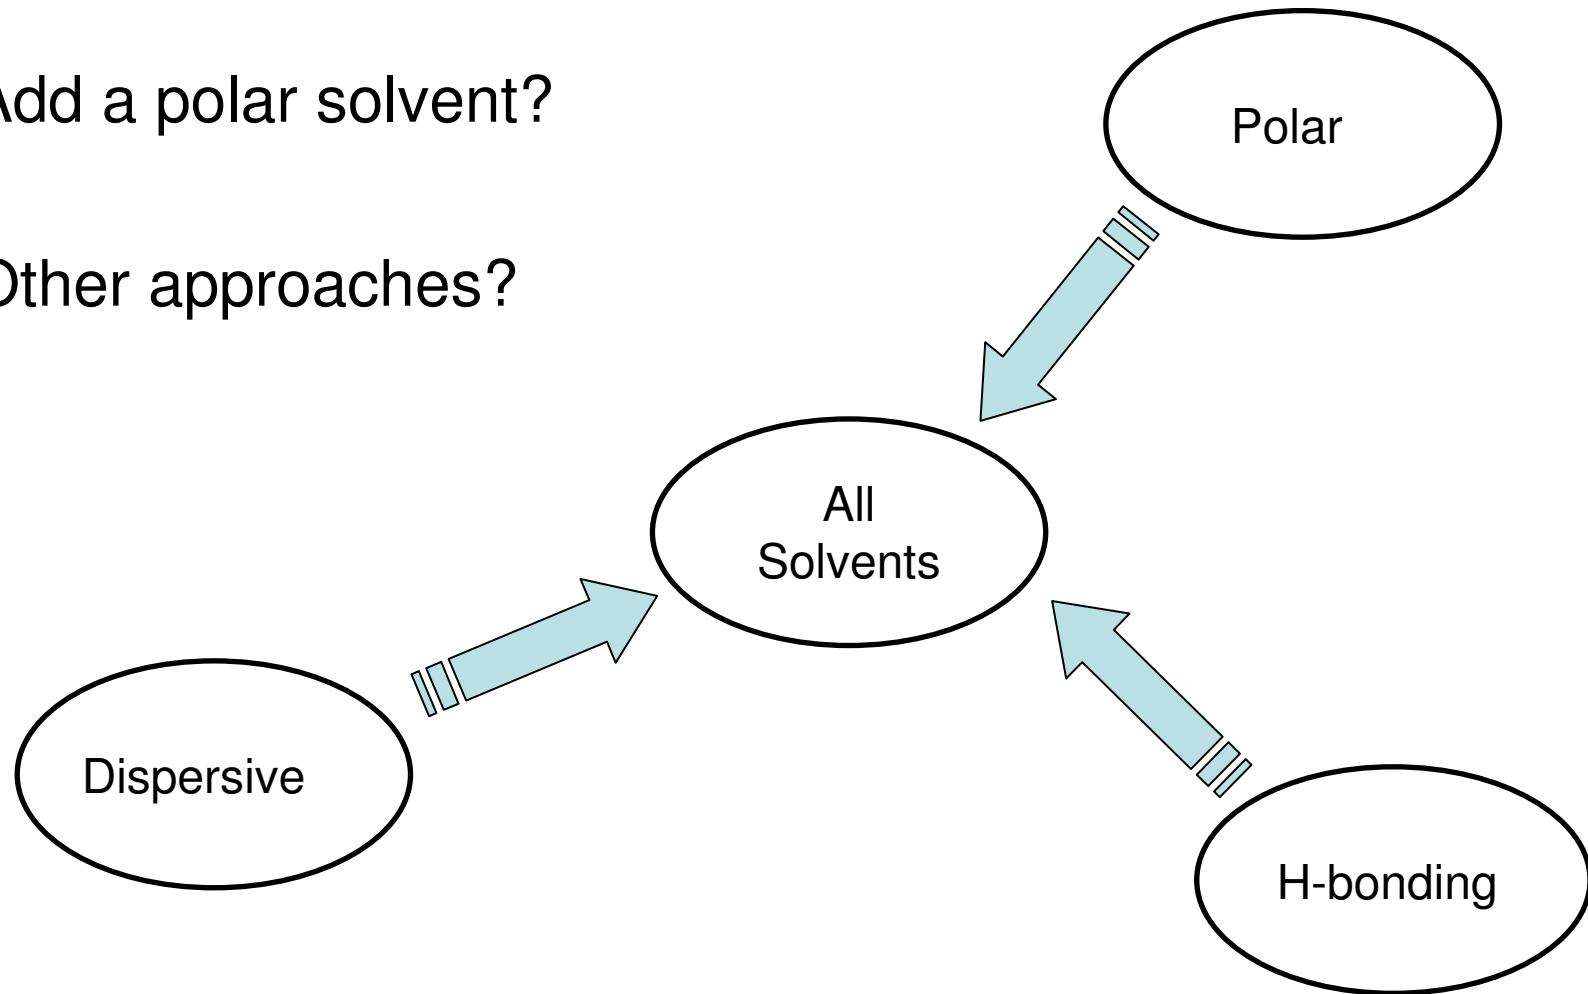 Add a polar solvent?
Other approaches?
Polar
All
Solvents
Dispersive
H-bonding